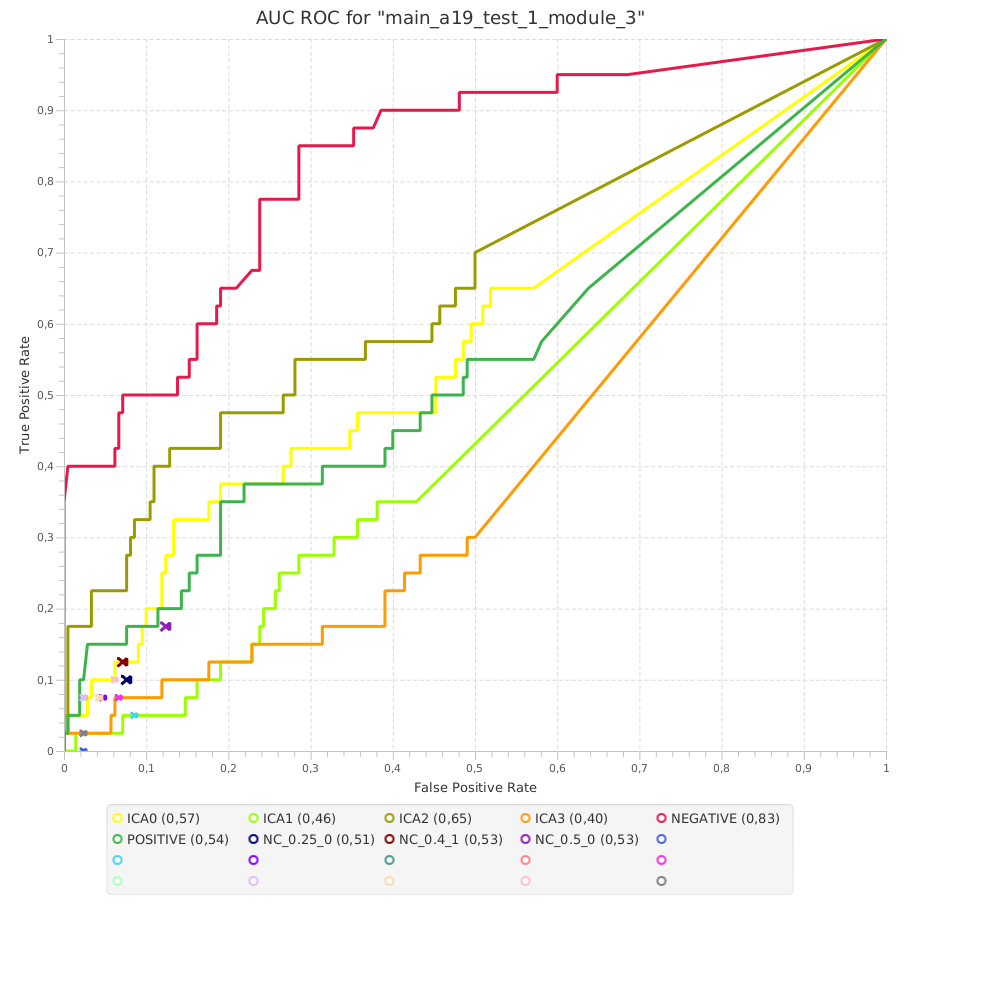 AUC ROC for "main_a19_test_1_module_3"
True Positive Rate
1
0,9
0,8
0,7
0,6
0,5
0,4
0,3
0,2
0,1
0
0 0,1 0,2 0,3 0,4 0,5 0,6 0,7 0,8 0,9 1
False Positive Rate
ICA0 (0,57) ICA1 (0,46) ICA2 (0,65) ICA3 (0,40) NEGATIVE (0,83)
POSITIVE (0,54) NC_0.25_0 (0,51) NC_0.4_1 (0,53) NC_0.5_0 (0,53)